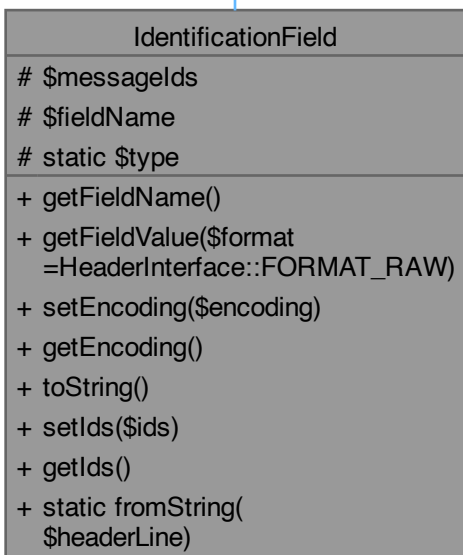 IdentificationField
# $messageIds
# $fieldName
# static $type
+ getFieldName()
+ getFieldValue($format
=HeaderInterface::FORMAT_RAW)
+ setEncoding($encoding)
+ getEncoding()
+ toString()
+ setIds($ids)
+ getIds()
+ static fromString(
$headerLine)